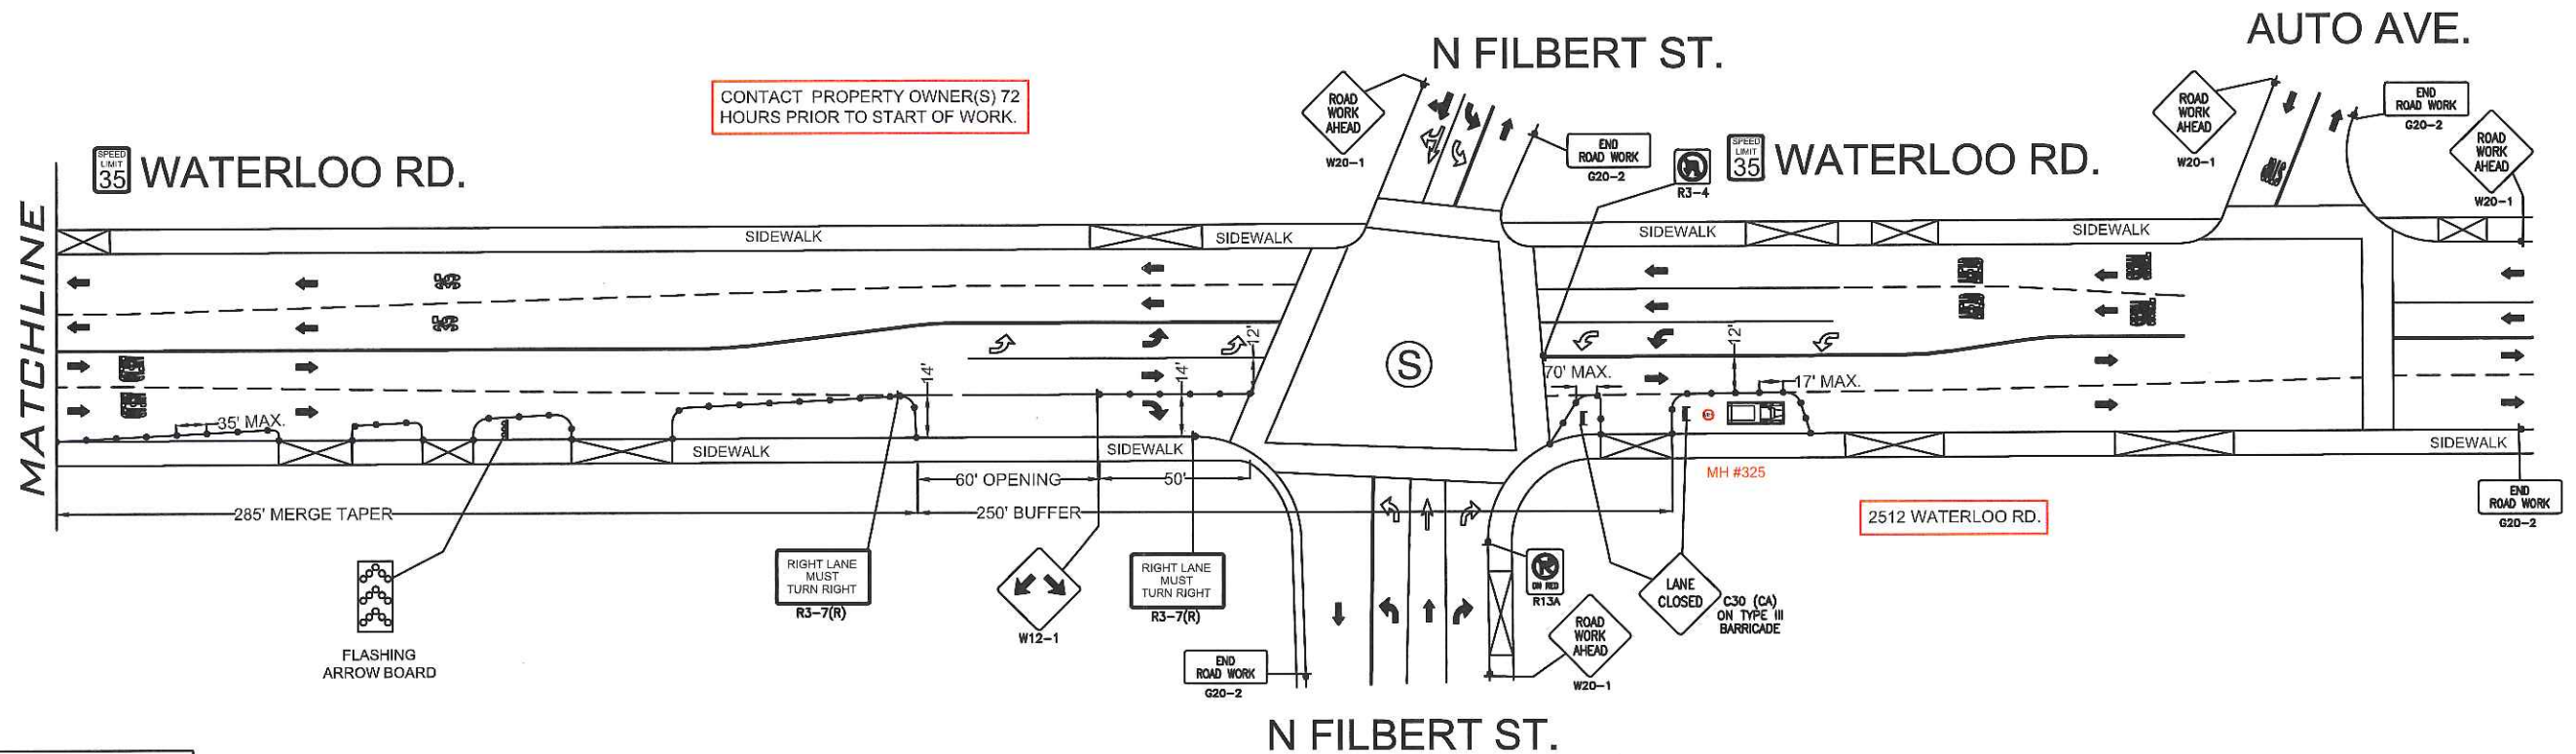 AUTO AVE.
N FILBERT ST.
CONTACT PROPERTY OWNER(S) 72
HOURS PRIOR TO START OF WORK.
ROAD
WORK
AHEAD
W20-1
END
ROAD WORK
G20-2
ROAD
WORK
AHEAD
W20-1
END
ROAD WORK
G20-2
ROAD
WORK
AHEAD
W20-1
SPEED
LIMIT
35
WATERLOO RD.
R3-4
SPEED
LIMIT
35
WATERLOO RD.
STOP
MATCHLINE
SIDEWALK
SIDEWALK
SIDEWALK
SIDEWALK
12'
12'
14'
14'
S
70' MAX.
17' MAX.
35' MAX.
SIDEWALK
SIDEWALK
SIDEWALK
MH #325
60' OPENING
50'
285' MERGE TAPER
250' BUFFER
2512 WATERLOO RD.
END
ROAD WORK
G20-2
RIGHT LANE
MUST
TURN RIGHT
R3-7(R)
W12-1
RIGHT LANE
MUST
TURN RIGHT
R3-7(R)
ON RED
R13A
LANE
CLOSED
C30 (CA)
ON TYPE III
BARRICADE
FLASHING
ARROW BOARD
END
ROAD WORK
G20-2
ROAD
WORK
AHEAD
W20-1
N FILBERT ST.